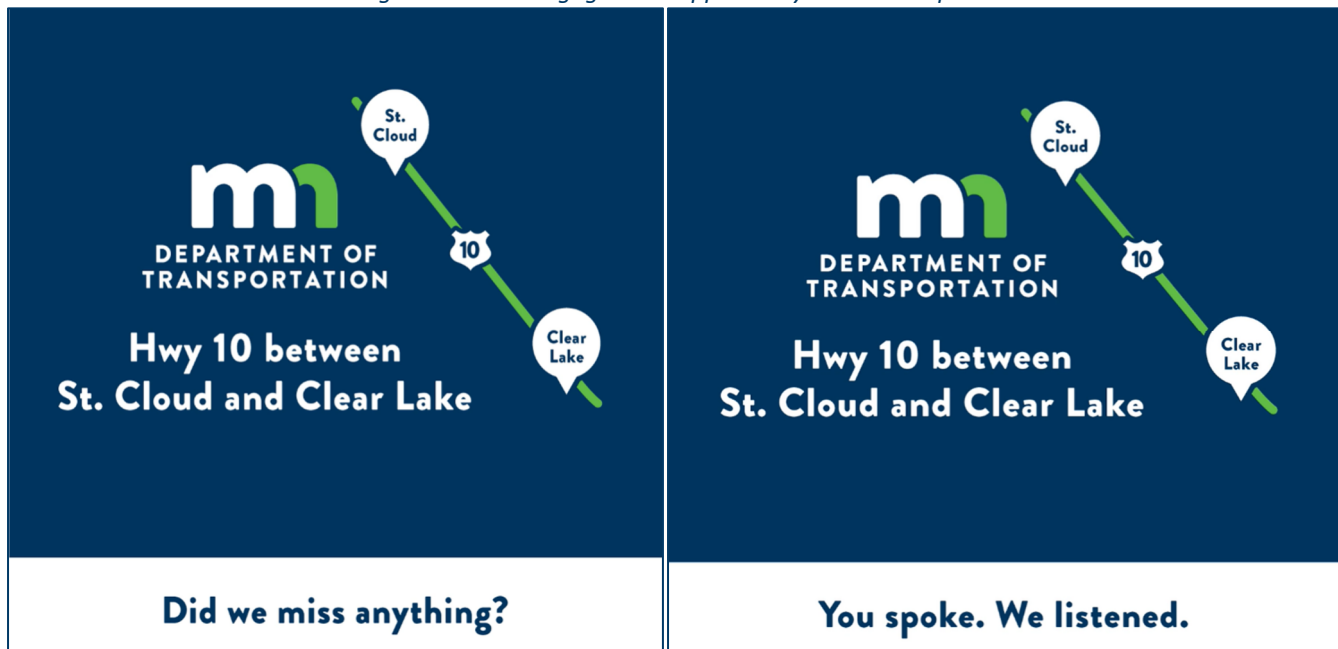 St.
Cloud
mn
DEPARTMENT OF
TRANSPORTATION
10
Clear
Lake
Hwy 10 between
St. Cloud and Clear Lake
Did we miss anything?
St.
Cloud
mn
DEPARTMENT OF
TRANSPORTATION
10
Clear
Lake
Hwy 10 between
St. Cloud and Clear Lake
You spoke. We listened.